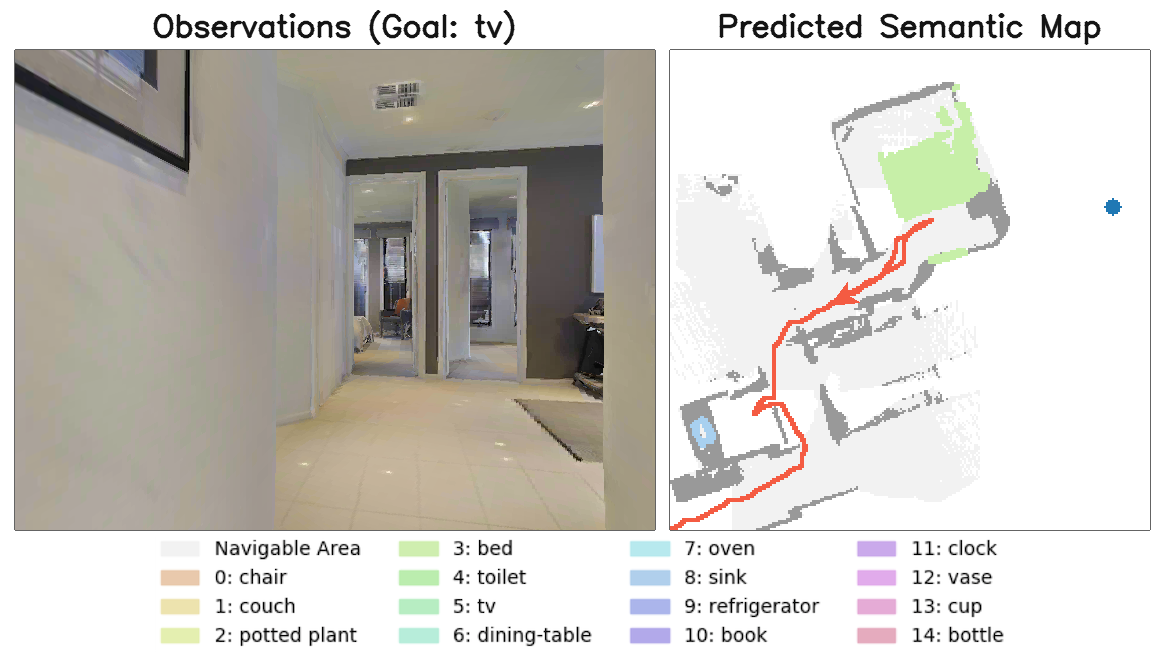 Observations (Goal: tv)
Predicted Semantic Map
Navigable Area
0: chair
1: couch
2: potted plant
3: bed
4: toilet
5: tv
6: dining-table
7: oven
8: sink
9: refrigerator
10: book
11: clock
12: vase
13: cup
14: bottle